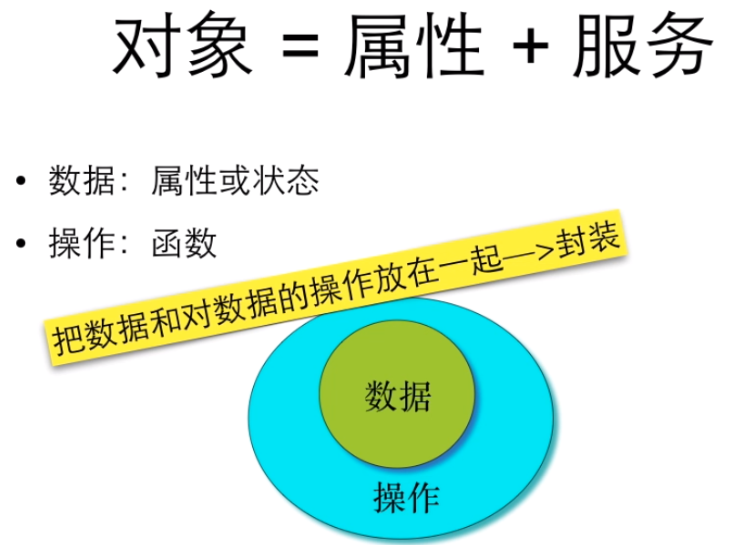 对象 = 属性 + 服务
• 数据：属性或状态
• 操作：函数
把数据和对数据的操作放在一起—>封装
数据
操作